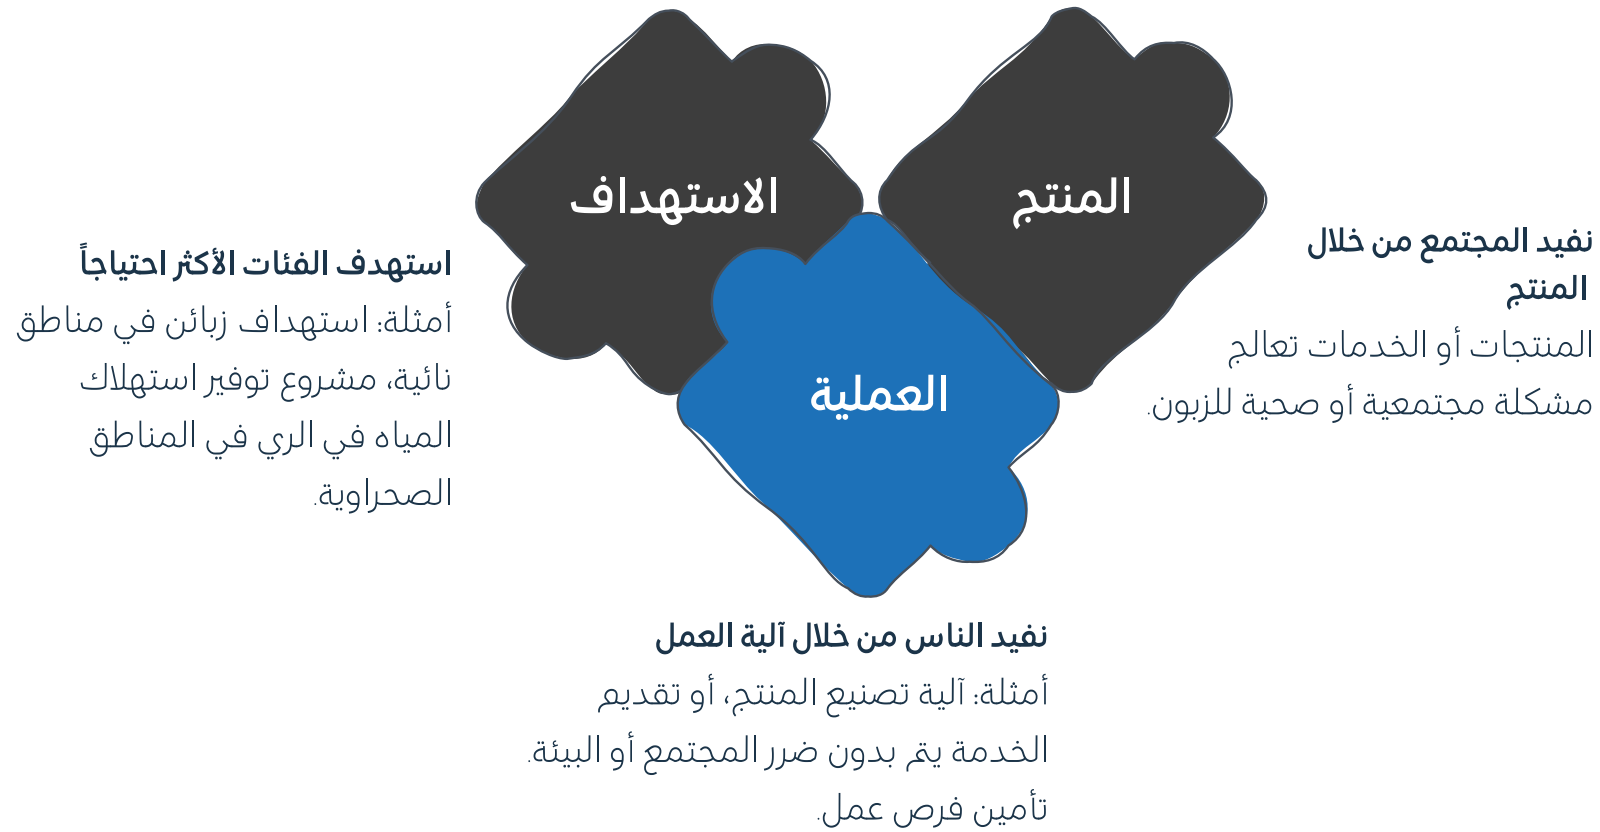 المنتج
نفيد المجتمع من خلال
المنتج
المنتجات أو الخدمات تعالج
مشكلة مجتمعية أو صحية للزبون.
الاستهداف
استهدف الفئات الأكثر احتياجاً
أمثلة: استهداف زبائن في مناطق
نائية، مشروع توفير استهلاك
المياه في الري في المناطق
الصحراوية.
العملية
نفيد الناس من خلال آلية العمل
أمثلة: آلية تصنيع المنتج، أو تقديم
الخدمة يتم بدون ضرر المجتمع أو البيئة.
تأمين فرص عمل.